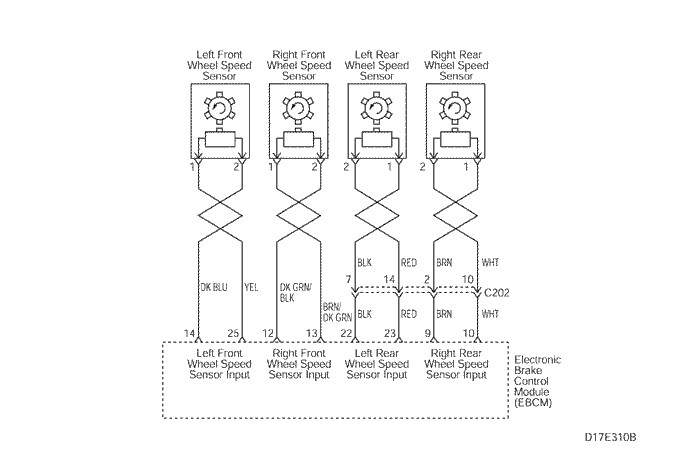 Left Front
Wheel Speed
Sensor
Right Front
Wheel Speed
Sensor
Left Rear
Wheel Speed
Sensor
Right Rear
Wheel Speed
Sensor
1 2 1 2 2 1 2 1
BLK RED BRN WHT
7 14 2 10
C202
DK BLU YEL
DK GRN/
BLK
BRN/
DK GRN
BLK RED BRN WHT
14 25 12 13 22 23 9 10
Left Front
Wheel Speed
Sensor Input
Right Front
Wheel Speed
Sensor Input
Left Rear
Wheel Speed
Sensor Input
Right Rear
Wheel Speed
Sensor Input
Electronic
Brake
Control
Module
(EBCM)
D17E310B